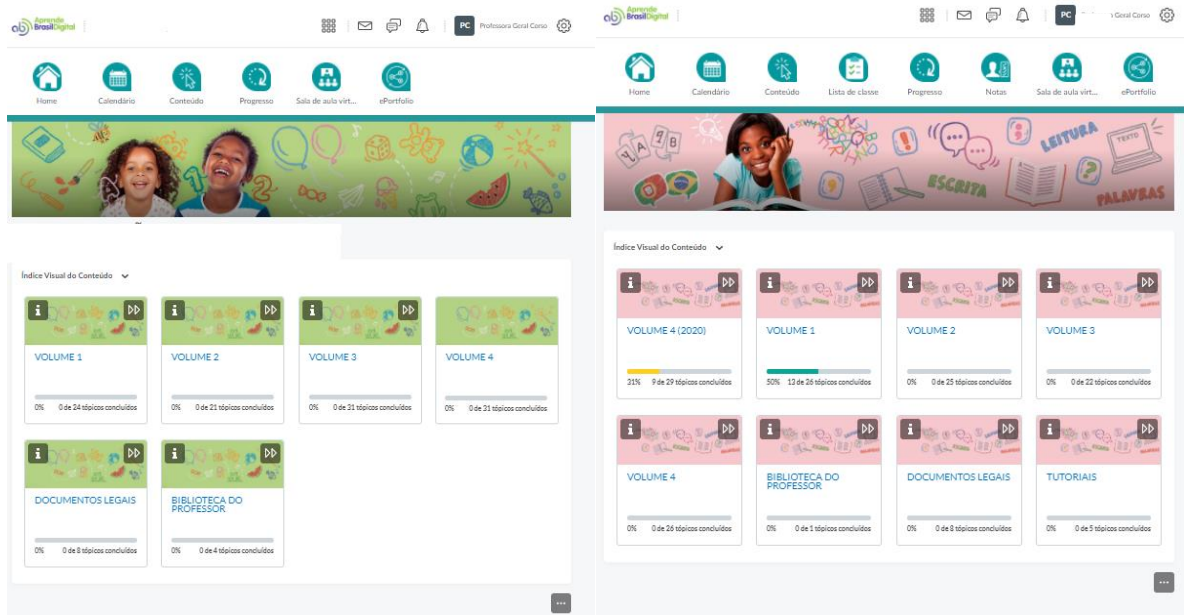 Aprende
BrasilDigital
PC Professora Geral Corso
Home
Calendário
Conteúdo
Progresso
Sala de aula virt...
ePortfolio
Índice Visual do Conteúdo
VOLUME 1
0% 0 de 24 tópicos concluídos
VOLUME 2
0% 0 de 21 tópicos concluídos
VOLUME 3
0% 0 de 31 tópicos concluídos
VOLUME 4
0% 0 de 31 tópicos concluídos
DOCUMENTOS LEGAIS
0% 0 de 8 tópicos concluídos
BIBLIOTECA DO
PROFESSOR
0% 0 de 4 tópicos concluídos
Aprende
BrasilDigital
PC Geral Corso
Home
Calendário
Conteúdo
Lista de classe
Progresso
Notas
Sala de aula virt...
ePortfolio
LEITURA
TEXTO
ESCRITA
PALAVRAS
Índice Visual do Conteúdo
VOLUME 4 (2020)
31% 9 de 29 tópicos concluídos
VOLUME 1
50% 13 de 26 tópicos concluídos
VOLUME 2
0% 0 de 25 tópicos concluídos
VOLUME 3
0% 0 de 22 tópicos concluídos
VOLUME 4
0% 0 de 26 tópicos concluídos
BIBLIOTECA DO
PROFESSOR
0% 0 de 1 tópicos concluídos
DOCUMENTOS LEGAIS
0% 0 de 8 tópicos concluídos
TUTORIAIS
0% 0 de 5 tópicos concluídos